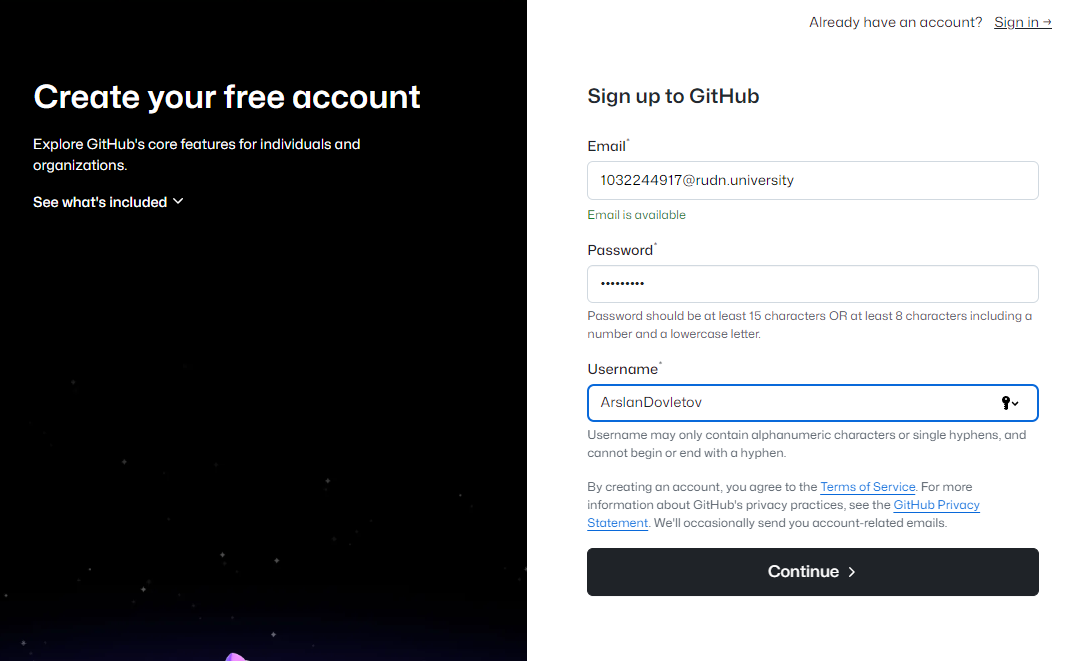 Already have an account? Sign in →
Create your free account
Explore GitHub's core features for individuals and
organizations.
See what's included
Sign up to GitHub
Email*
1032244917@rudn.university
Email is available
Password*
•••••••••
Password should be at least 15 characters OR at least 8 characters including a
number and a lowercase letter.
Username*
ArslanDovletov
Username may only contain alphanumeric characters or single hyphens, and
cannot begin or end with a hyphen.
By creating an account, you agree to the Terms of Service. For more
information about GitHub's privacy practices, see the GitHub Privacy
Statement. We'll occasionally send you account-related emails.
Continue